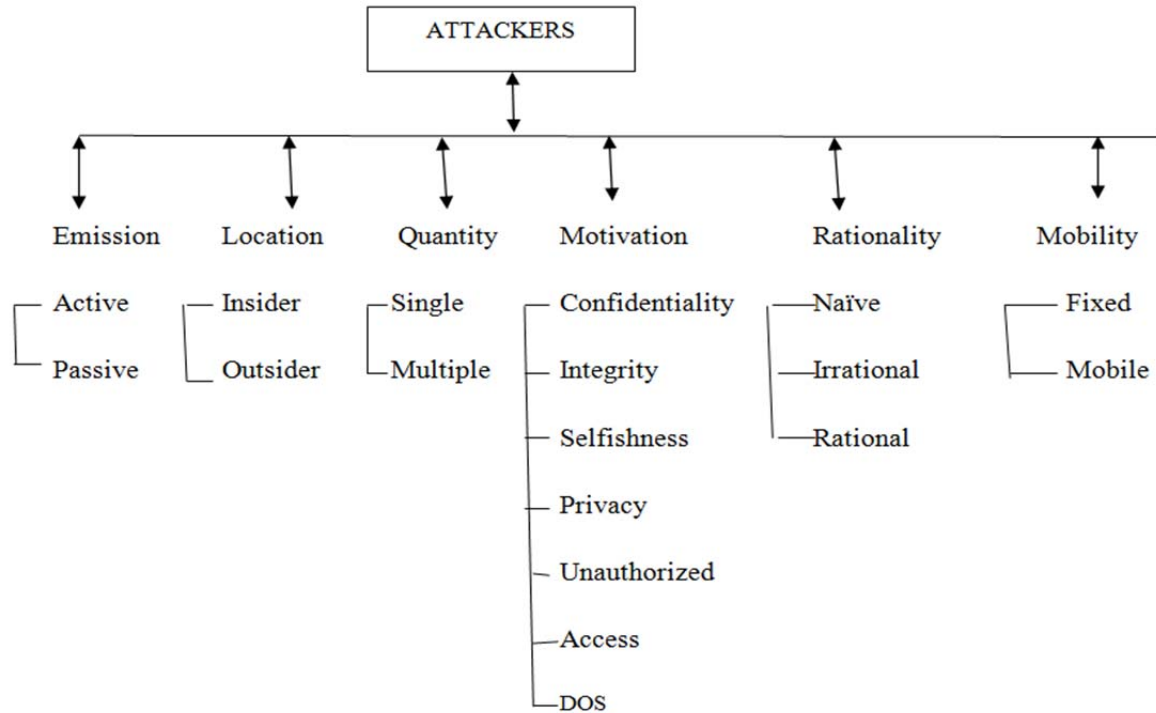 ATTACKERS
Emission Location Quantity Motivation Rationality Mobility
Active Insider Single Confidentiality Naïve Fixed
Passive Outsider Multiple Integrity Irrational Mobile
Selfishness Rational
Privacy
Unauthorized
Access
DOS